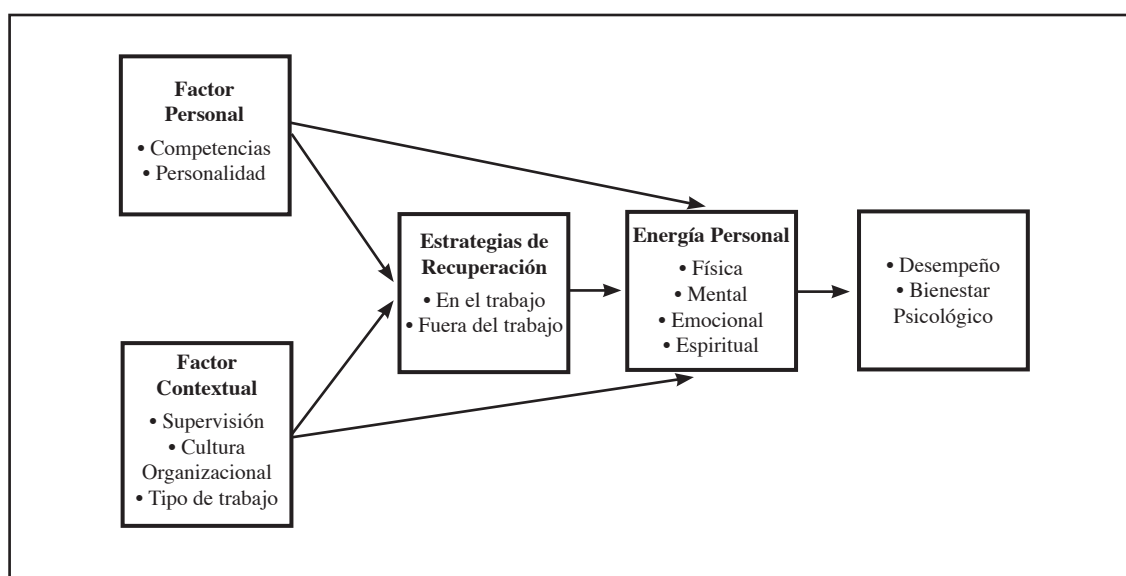 Factor
Personal
• Competencias
• Personalidad
Estrategias de
Recuperación
• En el trabajo
• Fuera del trabajo
Energía Personal
• Física
• Mental
• Emocional
• Espiritual
• Desempeño
• Bienestar
Psicológico
Factor
Contextual
• Supervisión
• Cultura
Organizacional
• Tipo de trabajo